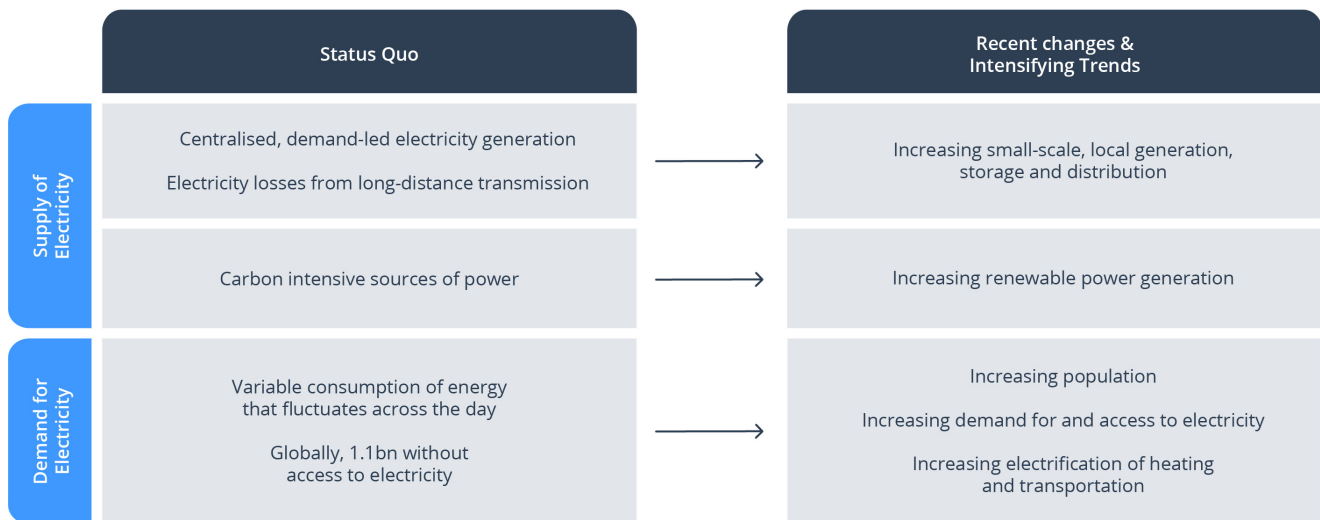 Status Quo
Recent changes &
Intensifying Trends
Supply of
Electricity
Centralised, demand-led electricity generation
Electricity losses from long-distance transmission
Increasing small-scale, local generation,
storage and distribution
Carbon intensive sources of power
Increasing renewable power generation
Demand for
Electricity
Variable consumption of energy
that fluctuates across the day
Globally, 1.1bn without
access to electricity
Increasing population
Increasing demand for and access to electricity
Increasing electrification of heating
and transportation